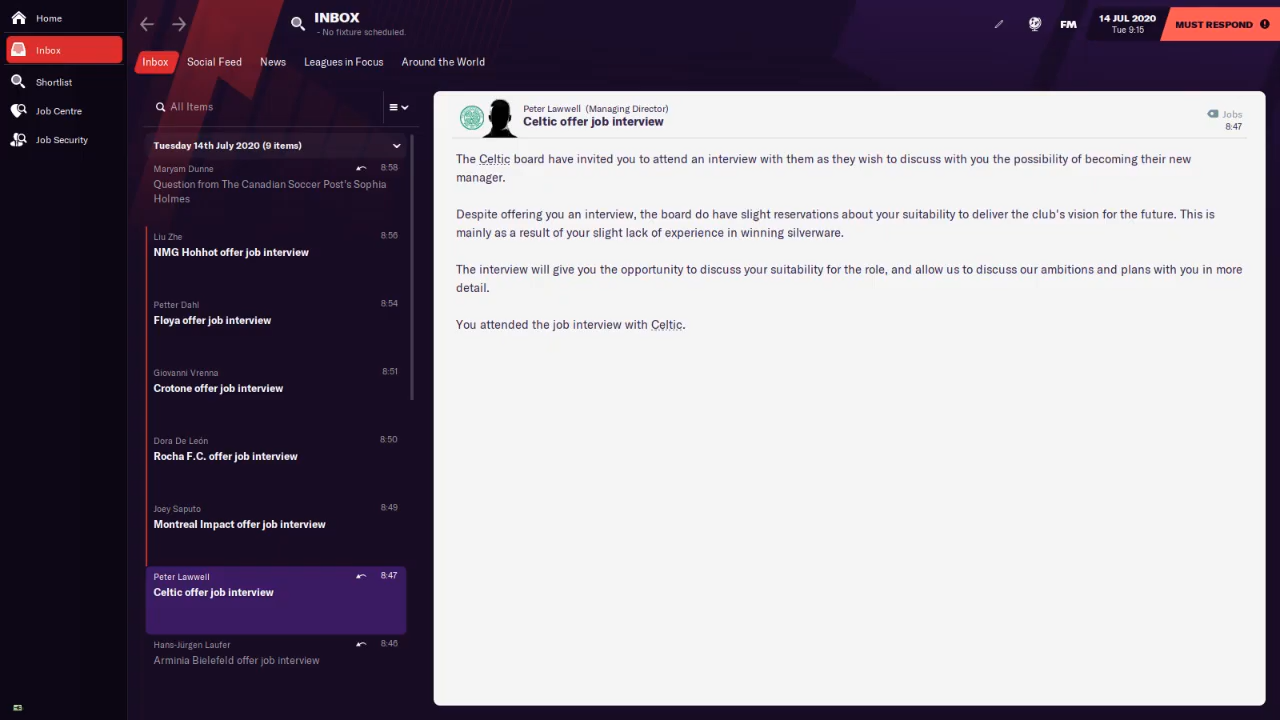 Home
Inbox
Shortlist
Job Centre
Job Security
INBOX
- No fixture scheduled.
FM
14 JUL 2020
Tue 9:15
MUST RESPOND
Inbox
Social Feed
News
Leagues in Focus
Around the World
All Items
Tuesday 14th July 2020 (9 items)
Maryam Dunne
8:58
Question from The Canadian Soccer Post's Sophia
Holmes
Liu Zhe
8:56
NMG Hohhot offer job interview
Petter Dahl
8:54
Fløya offer job interview
Giovanni Vrenna
8:51
Crotone offer job interview
Dora De León
8:50
Rocha F.C. offer job interview
Joey Saputo
8:49
Montreal Impact offer job interview
Peter Lawwell
8:47
Celtic offer job interview
Hans-Jürgen Laufer
8:46
Arminia Bielefeld offer job interview
Peter Lawwell (Managing Director)
Celtic offer job interview
Jobs
8:47
The Celtic board have invited you to attend an interview with them as they wish to discuss with you the possibility of becoming their new
manager.
Despite offering you an interview, the board do have slight reservations about your suitability to deliver the club's vision for the future. This is
mainly as a result of your slight lack of experience in winning silverware.
The interview will give you the opportunity to discuss your suitability for the role, and allow us to discuss our ambitions and plans with you in more
detail.
You attended the job interview with Celtic.